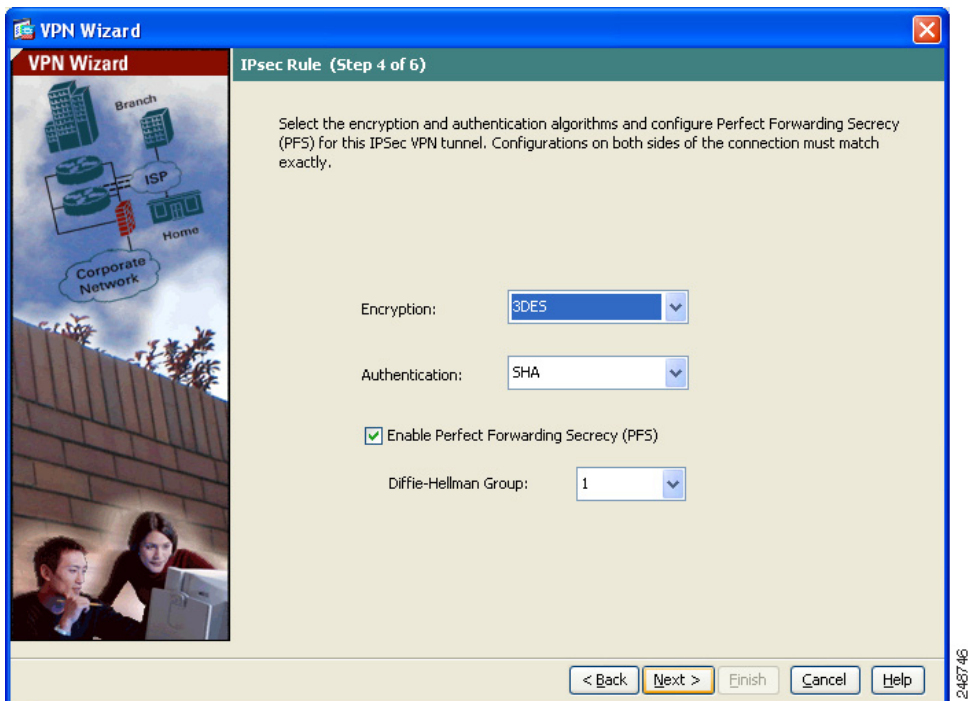 VPN Wizard
VPN Wizard
Branch
ISP
Home
Corporate
Network
IPsec Rule (Step 4 of 6)
Select the encryption and authentication algorithms and configure Perfect Forwarding Secrecy
(PFS) for this IPSec VPN tunnel. Configurations on both sides of the connection must match
exactly.
Encryption: 3DES
Authentication: SHA
Enable Perfect Forwarding Secrecy (PFS)
Diffie-Hellman Group: 1
< Back Next > Finish Cancel Help
248746